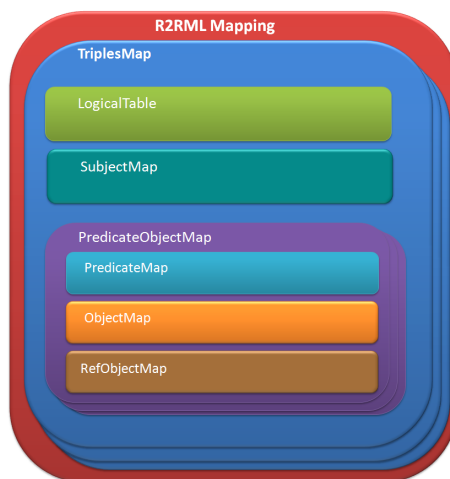 R2RML Mapping
TriplesMap
LogicalTable
SubjectMap
PredicateObjectMap
PredicateMap
ObjectMap
RefObjectMap